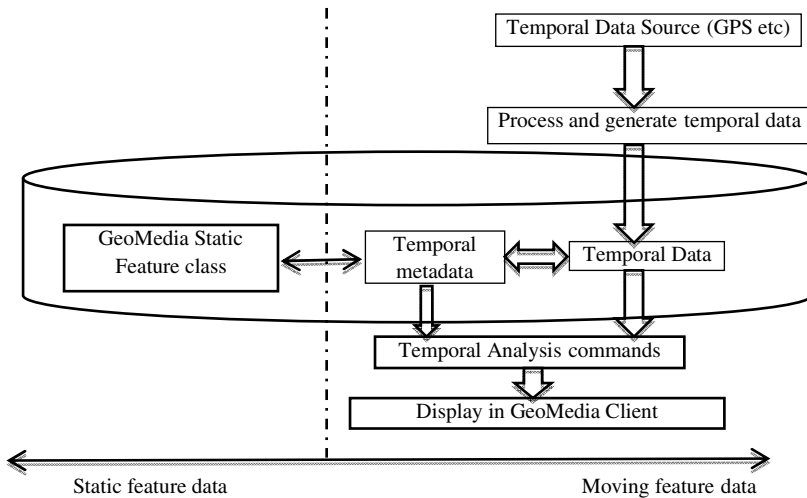 Temporal Data Source (GPS etc)
Process and generate temporal data
GeoMedia Static
Feature class
Temporal
metadata
Temporal Data
Temporal Analysis commands
Display in GeoMedia Client
Static feature data
Moving feature data